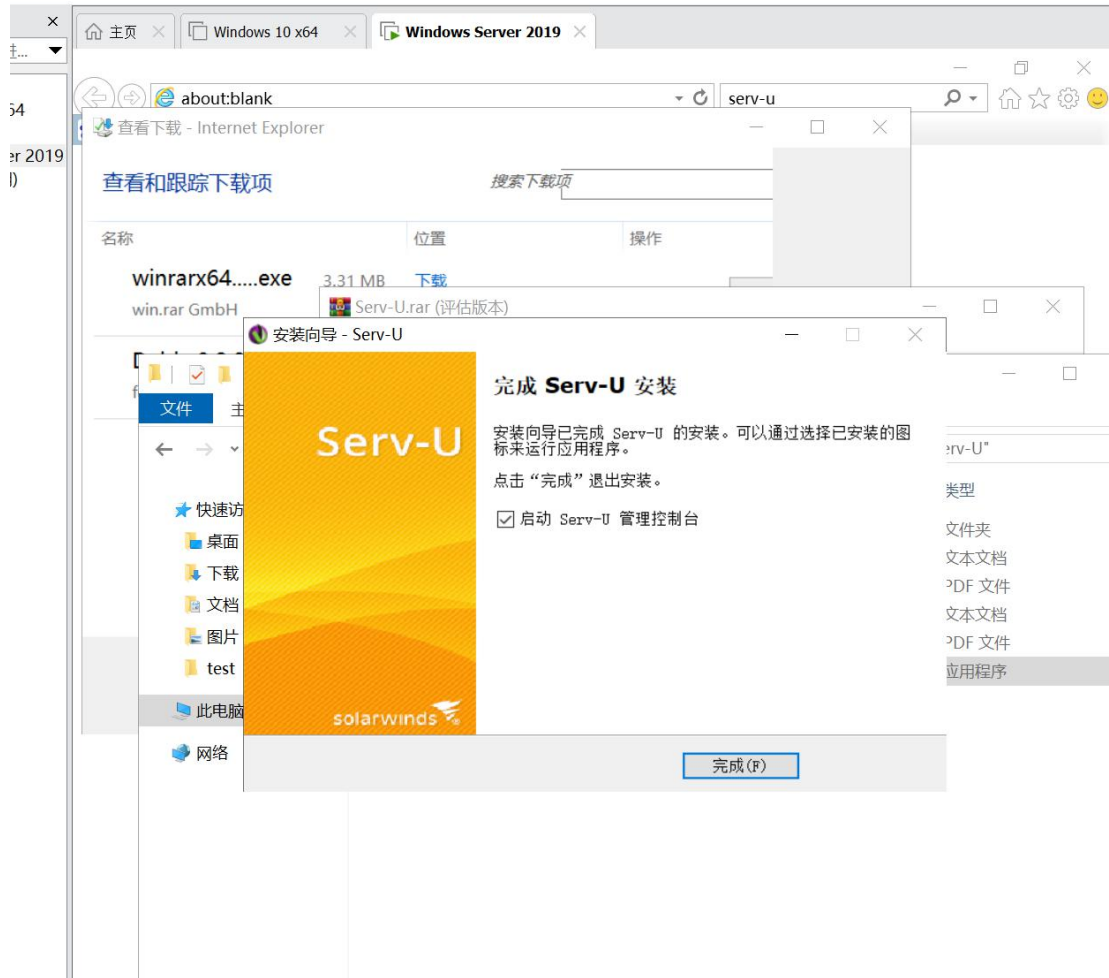 主页
Windows 10 x64
Windows Server 2019
about:blank
serv-u
64
er 2019
查看下载 - Internet Explorer
查看和跟踪下载项
搜索下载项
名称
位置
操作
winrarx64.....exe
3.31 MB
下载
win.rar GmbH
Serv-U.rar (评估版本)
安装向导 - Serv-U
文件
主
Serv-U
solarwinds
完成 Serv-U 安装
安装向导已完成 Serv-U 的安装。可以通过选择已安装的图
标来运行应用程序。
点击“完成”退出安装。
启动 Serv-U 管理控制台
完成(F)
快速访
桌面
下载
文档
图片
test
此电脑
网络
erv-U"
类型
文件夹
文本文档
PDF 文件
文本文档
PDF 文件
应用程序